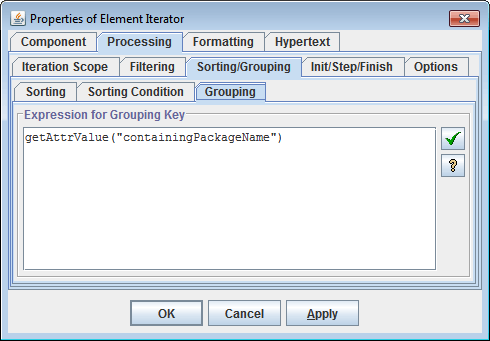 Properties of Element Iterator
Component Processing Formatting Hypertext
Iteration Scope Filtering Sorting/Grouping Init/Step/Finish Options
Sorting Sorting Condition Grouping
Expression for Grouping Key
getAttrValue("containingPackageName")
?
OK Cancel Apply